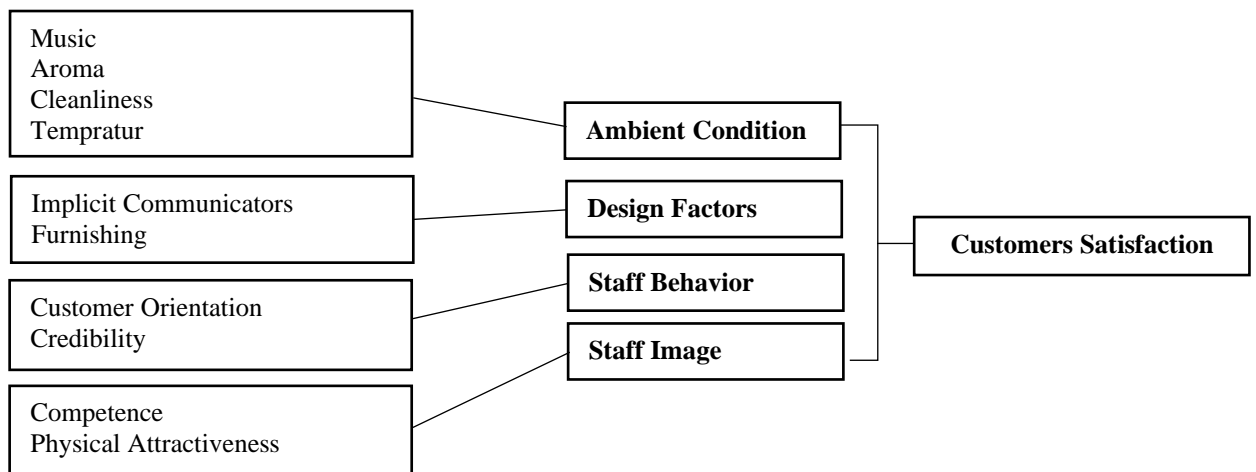 Music
Aroma
Cleanliness
Tempratur
Ambient Condition
Implicit Communicators
Furnishing
Design Factors
Customers Satisfaction
Customer Orientation
Credibility
Staff Behavior
Staff Image
Competence
Physical Attractiveness